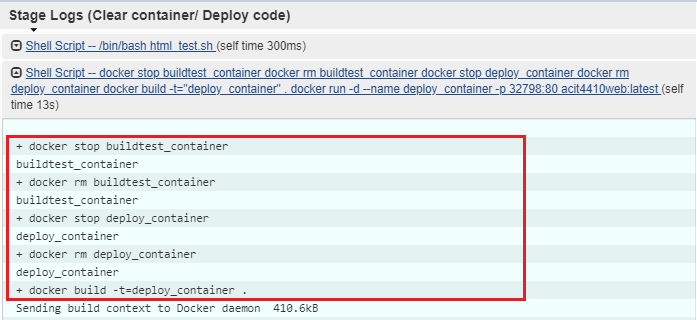 Stage Logs (Clear container/ Deploy code)
Shell Script -- /bin/bash html_test.sh (self time 300ms)
Shell Script -- docker stop buildtest_container docker rm buildtest_container docker stop deploy_container docker rm
deploy_container docker build -t="deploy_container" . docker run -d --name deploy_container -p 32798:80 acit4410web:latest (self
time 13s)
+ docker stop buildtest_container
buildtest_container
+ docker rm buildtest_container
buildtest_container
+ docker stop deploy_container
deploy_container
+ docker rm deploy_container
deploy_container
+ docker build -t=deploy_container .
Sending build context to Docker daemon  410.6kB